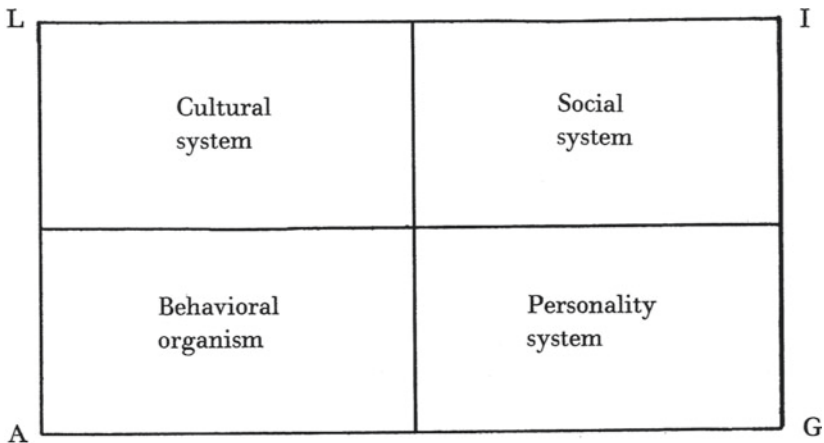 L
I
Cultural
system
Social
system
Behavioral
organism
Personality
system
A
G